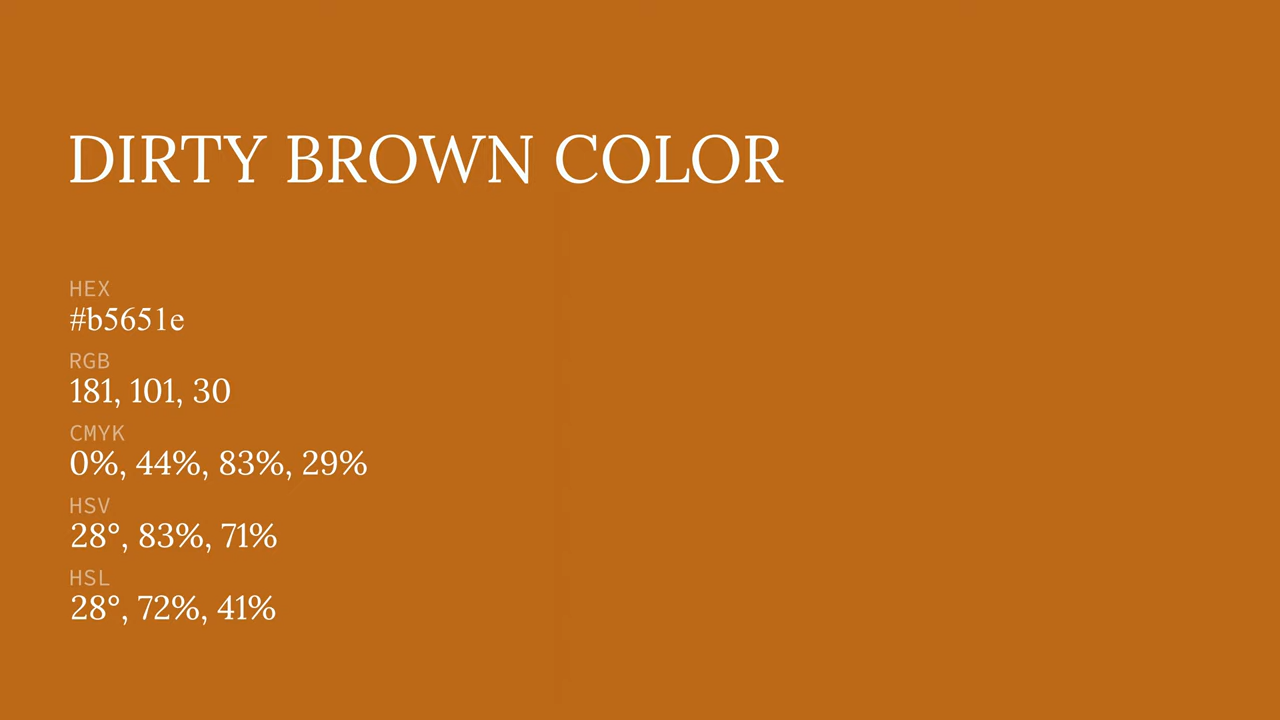 DIRTY BROWN COLOR
HEX
#b5651e
RGB
181, 101, 30
CMYK
0%, 44%, 83%, 29%
HSV
28°, 83%, 71%
HSL
28°, 72%, 41%